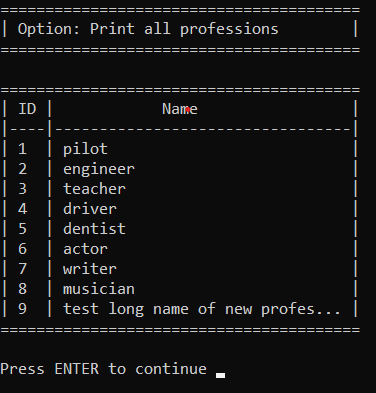 ========================================
| Option: Print all professions        |
========================================
========================================
| ID |            Name                 |
|----|---------------------------------|
| 1  | pilot                           |
| 2  | engineer                        |
| 3  | teacher                         |
| 4  | driver                          |
| 5  | dentist                         |
| 6  | actor                           |
| 7  | writer                          |
| 8  | musician                        |
| 9  | test long name of new profes... |
========================================
Press ENTER to continue